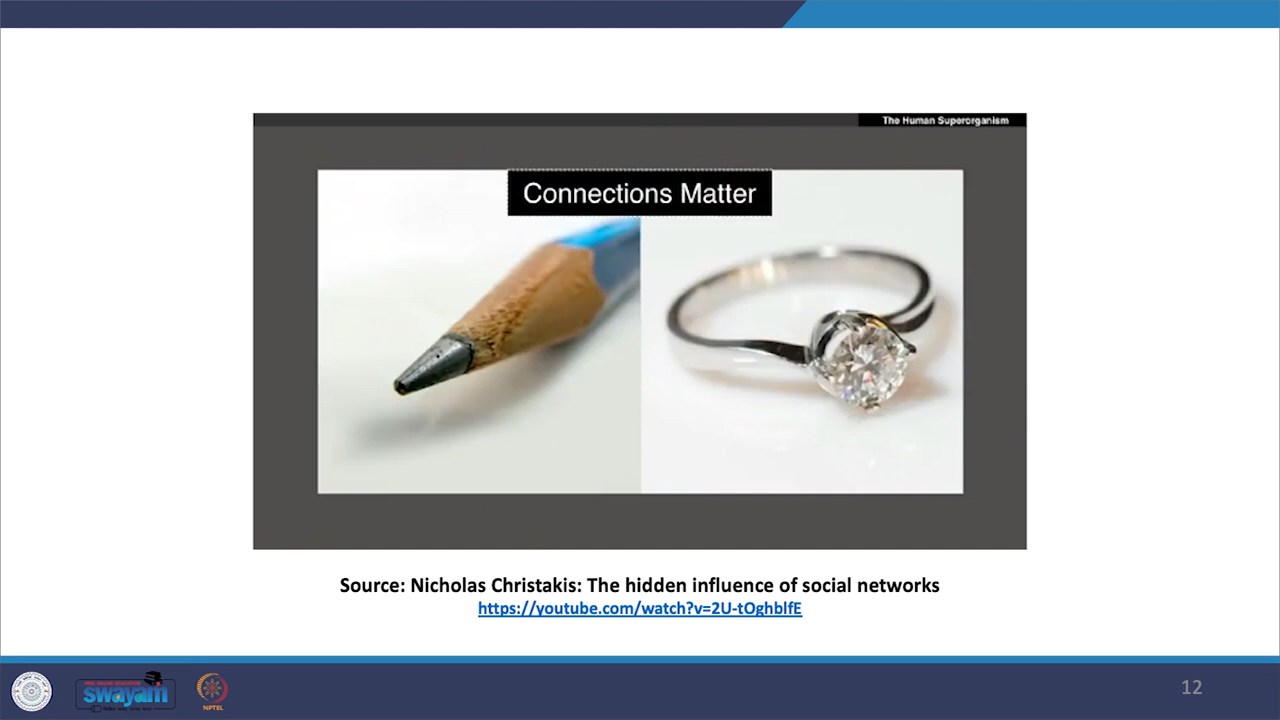 The Human Superorganism
Connections Matter
Source: Nicholas Christakis: The hidden influence of social networks
https://youtube.com/watch?v=2U-tOghblfE
swayam
NPTEL
12